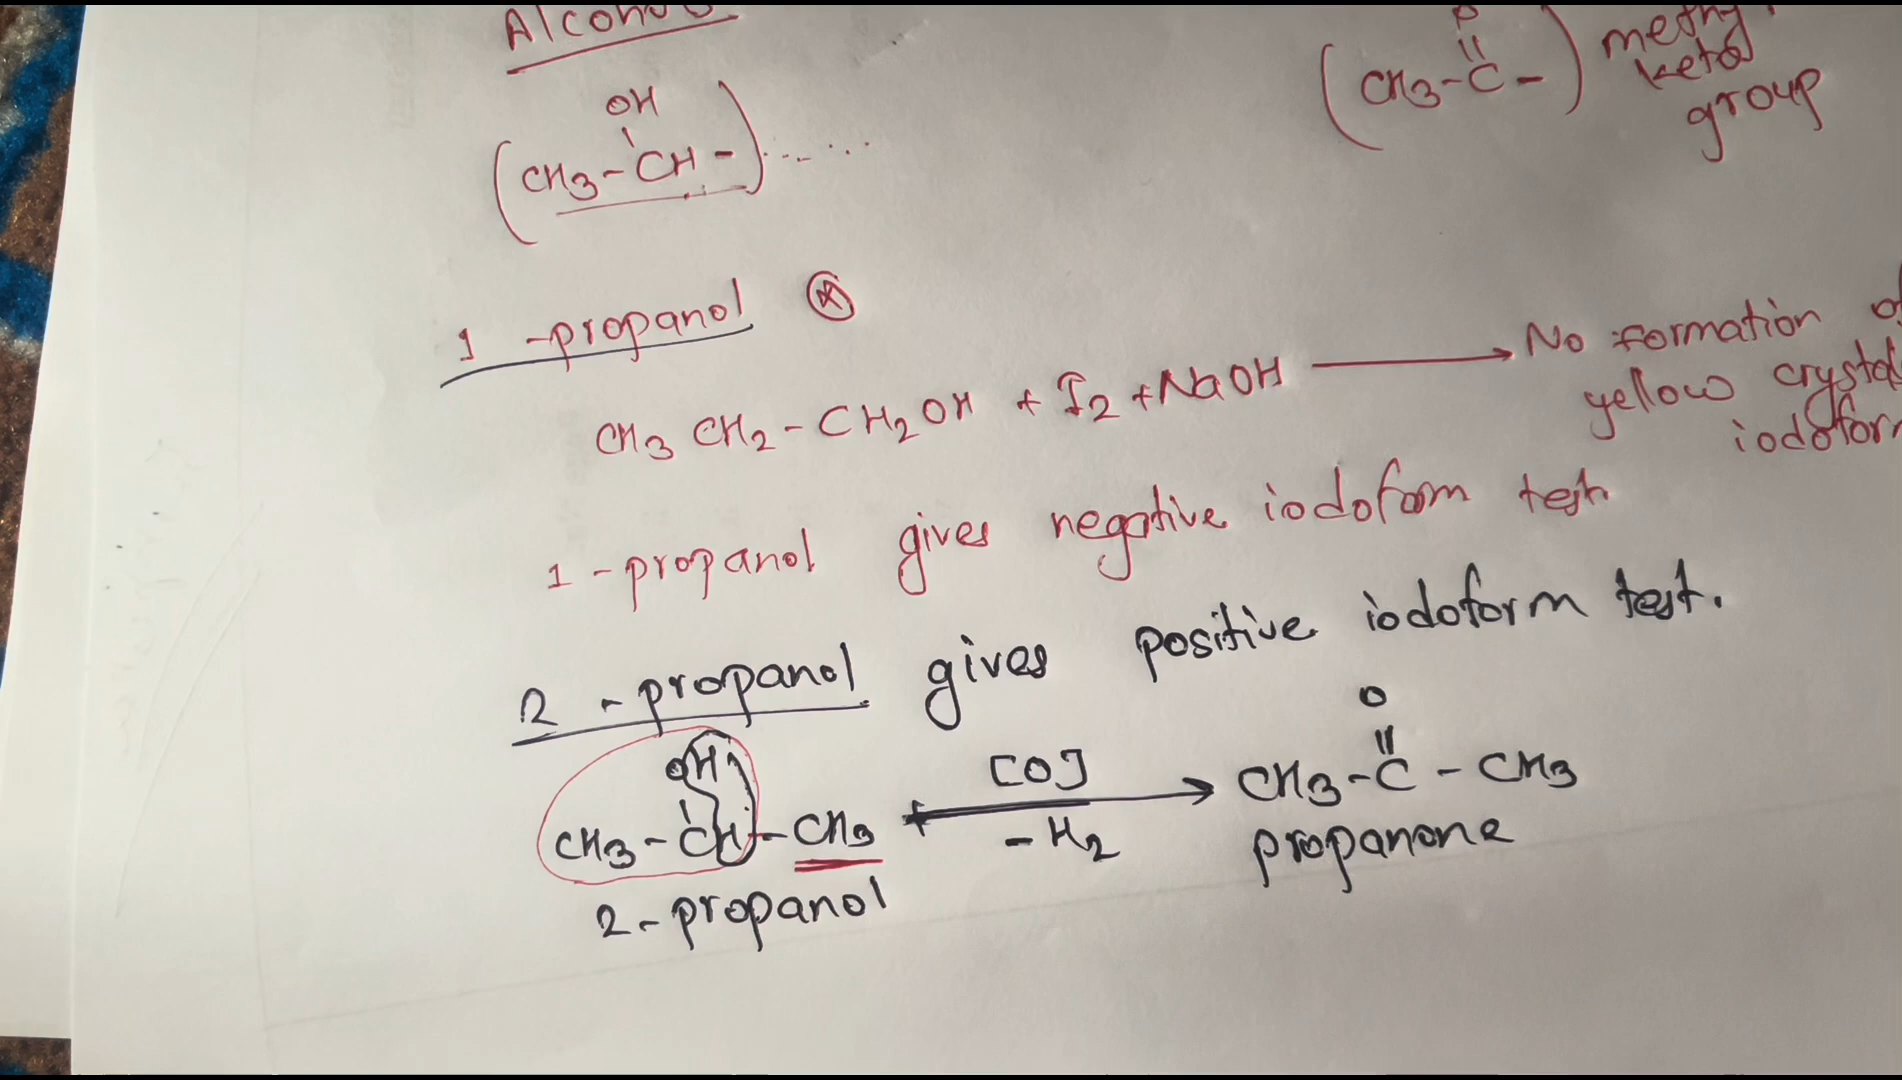 Alcoho
OH
(CH3-CH-)......
O
||
(CH3-C-) methyl
keto
group
1-propanol
CH3 CH2-CH2OH + I2 + NaOH → No formation of
yellow crystal
iodoform
1-propanol gives negative iodoform test
2-propanol gives positive iodoform test.
OH
CH3-CH-CH3 + [O] → CH3-C-CH3
-H2
O
||
2-propanol
propanone